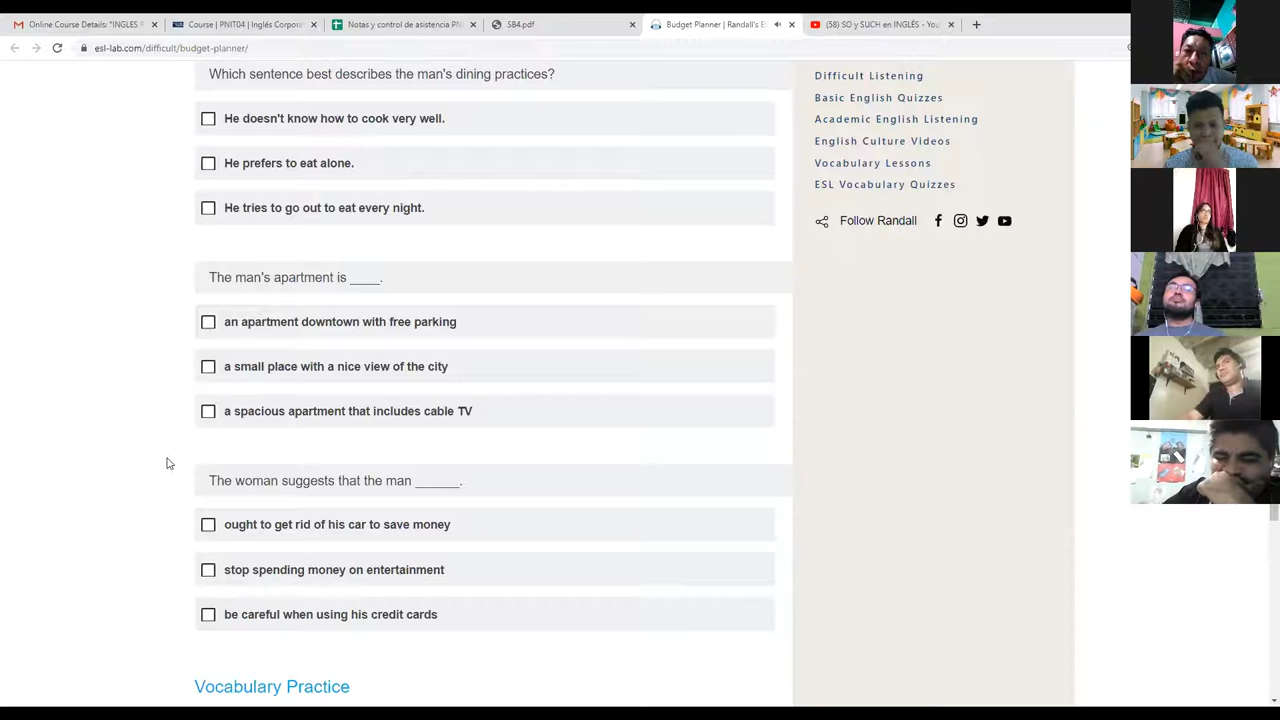 Online Course Details: "INGLES
Course | PNIT04 | Inglés Corpor
Notas y control de asistencia
5B4.pdf
Budget Planner | Randall's
(58) SO y SUCH en INGLÉS -
esl-lab.com/difficult/budget-planner/
Which sentence best describes the man's dining practices?
He doesn't know how to cook very well.
He prefers to eat alone.
He tries to go out to eat every night.
The man's apartment is ____.
an apartment downtown with free parking
a small place with a nice view of the city
a spacious apartment that includes cable TV
The woman suggests that the man ______.
ought to get rid of his car to save money
stop spending money on entertainment
be careful when using his credit cards
Vocabulary Practice
Difficult Listening
Basic English Quizzes
Academic English Listening
English Culture Videos
Vocabulary Lessons
ESL Vocabulary Quizzes
Follow Randall